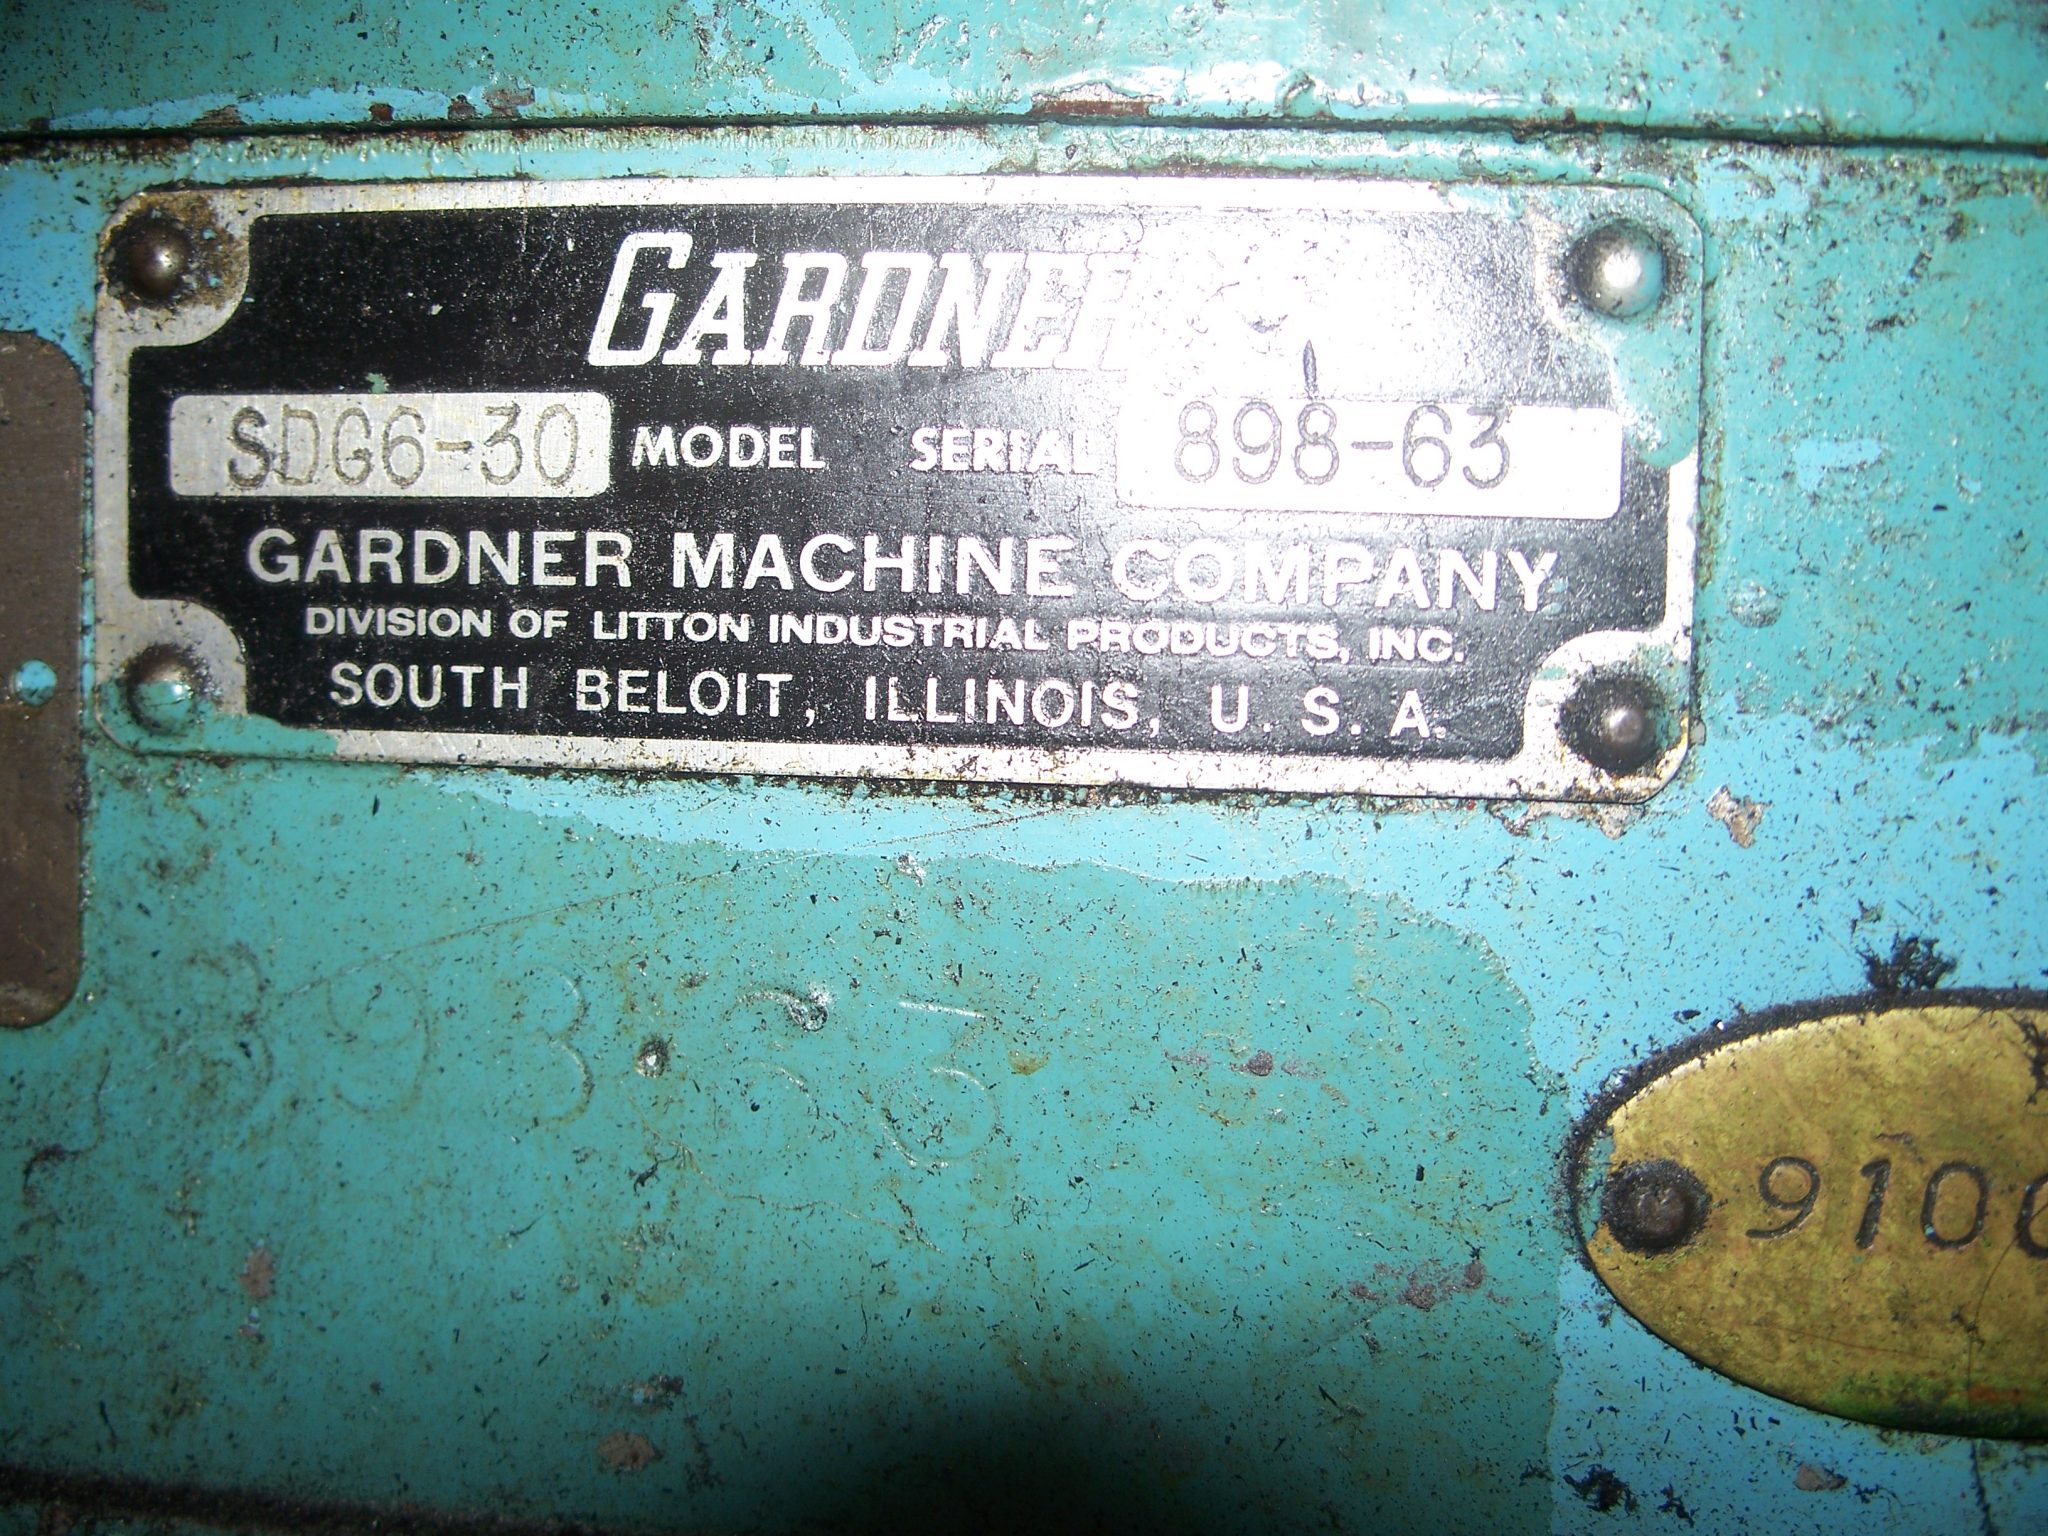 GARDNER
SDG6-30 MODEL SERIAL 898-63
GARDNER MACHINE COMPANY
DIVISION OF LITTON INDUSTRIAL PRODUCTS, INC.
SOUTH BELOIT, ILLINOIS, U. S. A.
910